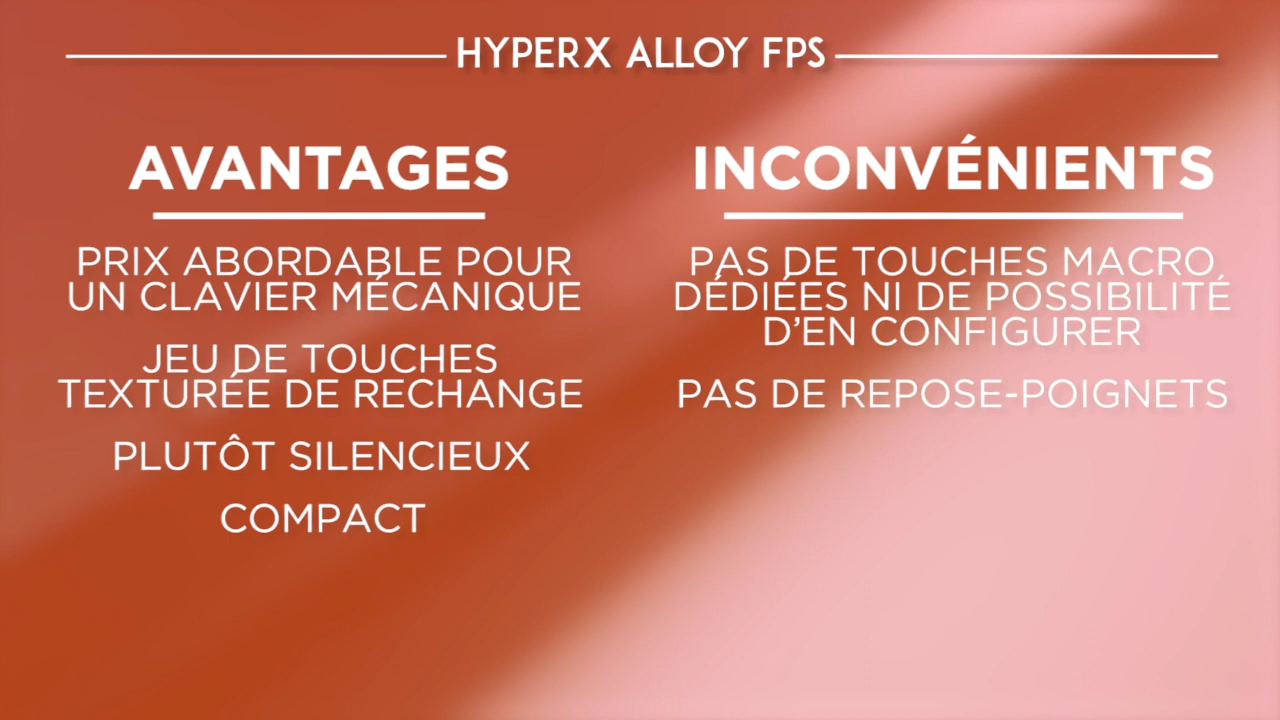 HYPERX ALLOY FPS
AVANTAGES
PRIX ABORDABLE POUR
UN CLAVIER MÉCANIQUE
JEU DE TOUCHES
TEXTURÉE DE RECHANGE
PLUTÔT SILENCIEUX
COMPACT
INCONVÉNIENTS
PAS DE TOUCHES MACRO
DÉDIÉES NI DE POSSIBILITÉ
D'EN CONFIGURER
PAS DE REPOSE-POIGNETS